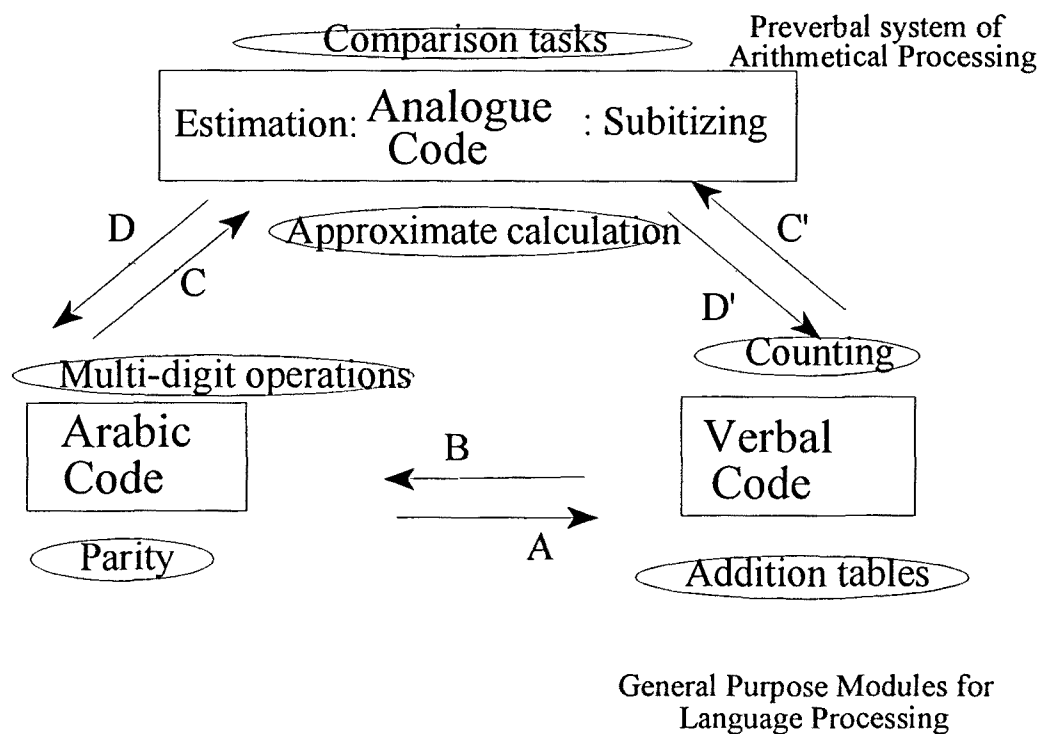 Comparison tasks
Preverbal system of
Arithmetical Processing
Estimation: Analogue Code : Subitizing
D
C
Approximate calculation
C'
D'
Multi-digit operations
Counting
Arabic
Code
B
A
Verbal
Code
Parity
Addition tables
General Purpose Modules for
Language Processing